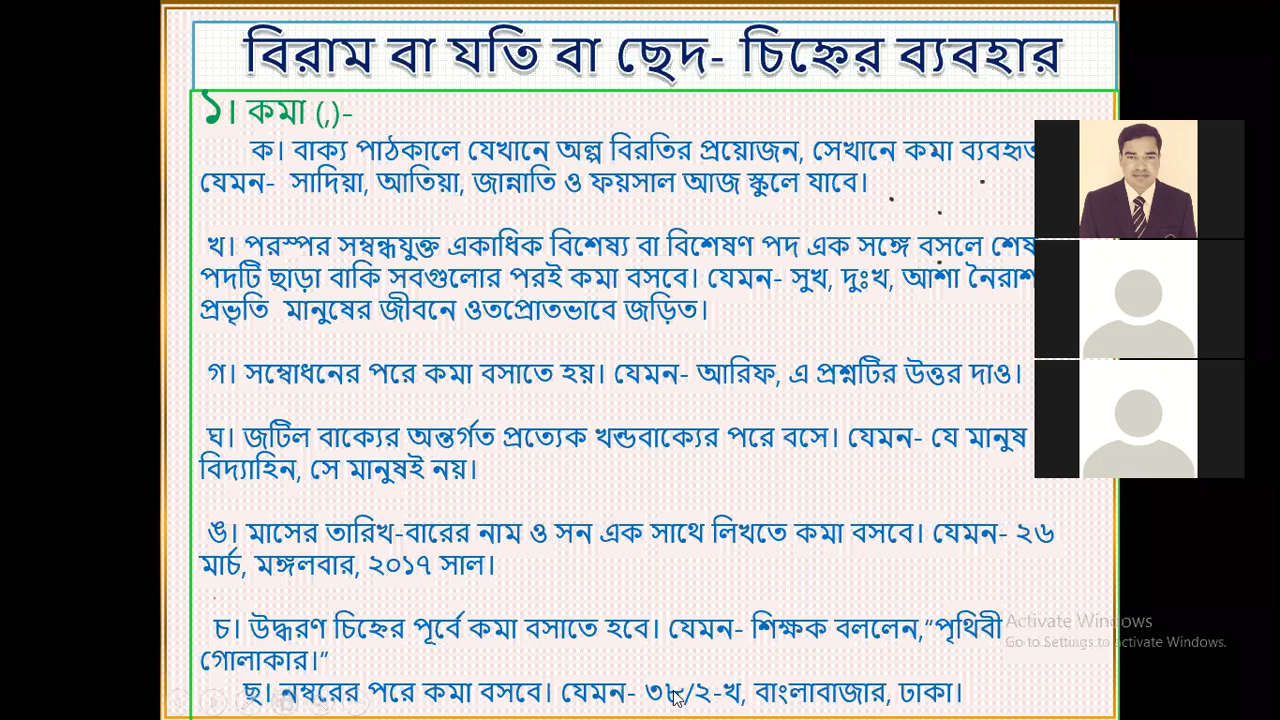 বিরাম বা যতি বা ছেদ- চিহ্নের ব্যবহার
১। কমা (,)-
ক। বাক্য পাঠকালে যেখানে অল্প বিরতির প্রয়োজন, সেখানে কমা
যেমন- সাদিয়া, আতিয়া, জান্নাতি ও ফয়সাল আজ স্কুলে যাবে।
খ। পরস্পর সম্বন্ধযুক্ত একাধিক বিশেষ্য বা বিশেষণ পদ এক সঙ্গে বসলে শেষ
পদটি ছাড়া বাকি সবগুলোর পরই কমা বসবে। যেমন- সুখ, দুঃখ, আশা
প্রভৃতি মানুষের জীবনে ওতপ্রোতভাবে জড়িত।
গ। সম্বোধনের পরে কমা বসাতে হয়। যেমন- আরিফ, এ প্রশ্নটির উত্তর দাও।
ঘ। জটিল বাক্যের অন্তর্গত প্রত্যেক খন্ডবাক্যের পরে বসে। যেমন- যে মানুষ
বিদ্যাহিন, সে মানুষই নয়।
ঙ। মাসের তারিখ-বারের নাম ও সন এক সাথে লিখতে কমা বসবে। যেমন- ২৬
মার্চ, মঙ্গলবার, ২০১৭ সাল।
চ। উদ্ধরণ চিহ্নের পূর্বে কমা বসাতে হবে। যেমন- শিক্ষক বললেন,“পৃথিবী
গোলাকার।”
ছ। নম্বরের পরে কমা বসবে। যেমন- ৩৮/২-খ, বাংলাবাজার, ঢাকা।
Activate Windows
Go to Settings to activate Windows.